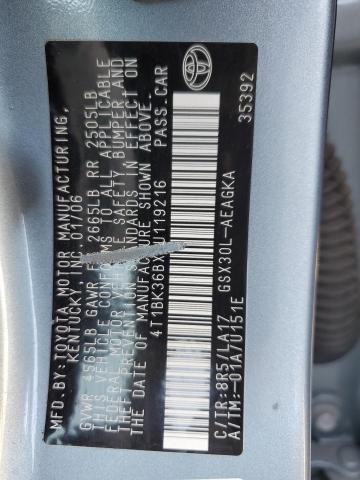 MFD.BY: TOYOTA MOTOR MANUFACTURING,
KENTUCKY, INC. 01/06
GVWR 4565LB GAWR FR 2665LB RR 2505LB
THIS VEHICLE CONFORMS TO ALL APPLICABLE
FEDERAL MOTOR VEHICLE SAFETY, BUMPER, AND
THEFT PREVENTION STANDARDS IN EFFECT ON
THE DATE OF MANUFACTURE SHOWN ABOVE.
4T1BK36BX U119216 PASS.CAR
C/TR: 8R5/LA17 GSX30L-AEAGKA
A/TM: -01A/U151E 35392
TOYOTA